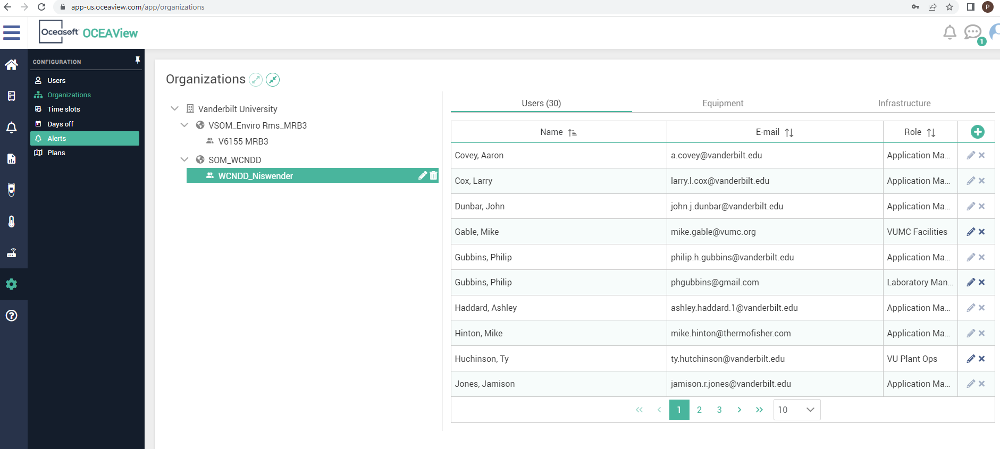 app-us.oceaview.com/app/organizations
P
Oceasoft OCEAView
1
CONFIGURATION
Users
Organizations
Time slots
Days off
Alerts
Plans
Organizations
Vanderbilt University
VSOM_Enviro Rms_MRB3
V6155 MRB3
SOM_WCNDD
WCNDD_Niswender
Users (30) Equipment Infrastructure
Name E-mail Role
Covey, Aaron a.covey@vanderbilt.edu Application Ma...
Cox, Larry larry.l.cox@vanderbilt.edu Application Ma...
Dunbar, John john.j.dunbar@vanderbilt.edu Application Ma...
Gable, Mike mike.gable@vumc.org VUMC Facilities
Gubbins, Philip philip.h.gubbins@vanderbilt.edu Application Ma...
Gubbins, Philip phgubbins@gmail.com Laboratory Man...
Haddard, Ashley ashley.haddard.1@vanderbilt.edu Application Ma...
Hinton, Mike mike.hinton@thermofisher.com Application Ma...
Huchinson, Ty ty.hutchinson@vanderbilt.edu VU Plant Ops
Jones, Jamison jamison.r.jones@vanderbilt.edu Application Ma...
« ‹ 1 2 3 › » 10